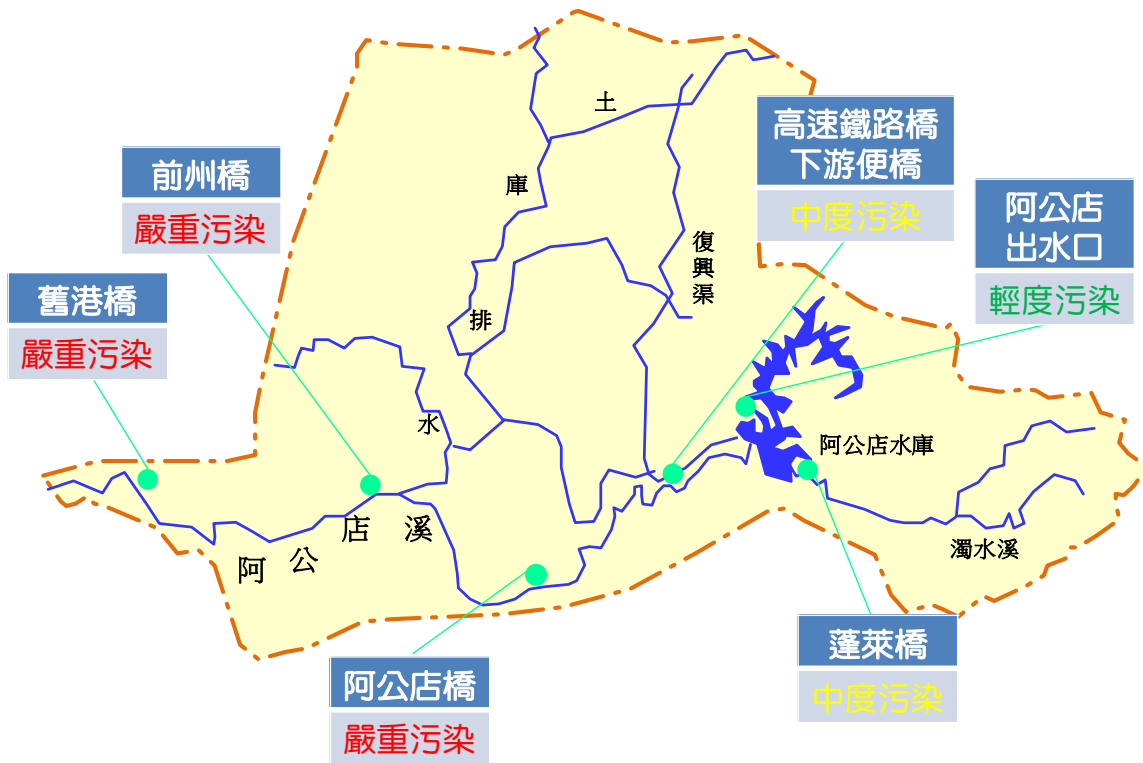 土
高速鐵路橋
下游便橋
中度污染
前州橋
嚴重污染
庫
阿公店
出水口
輕度污染
復興渠
舊港橋
嚴重污染
排
水
阿公店水庫
阿公店溪
濁水溪
蓬萊橋
中度污染
阿公店橋
嚴重污染